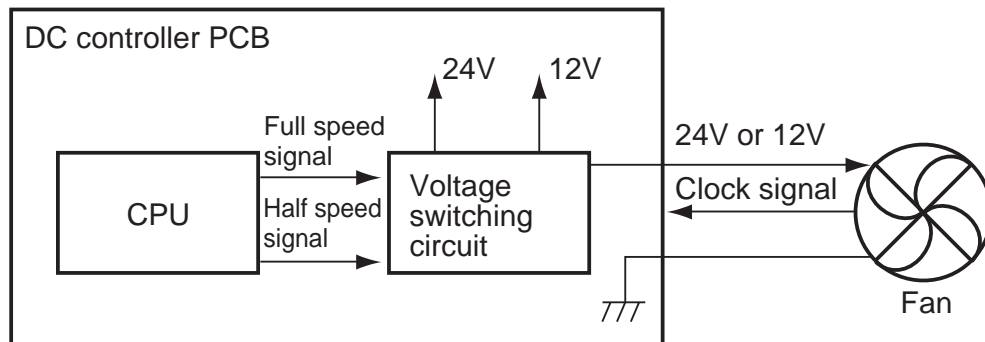 DC controller PCB
24V
12V
Full speed
signal
24V or 12V
Clock signal
CPU
Half speed
signal
Voltage
switching
circuit
Fan